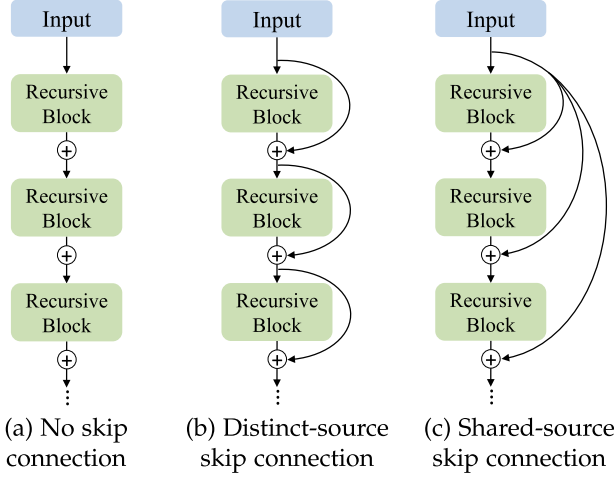 Input
Recursive
Block
+
Recursive
Block
+
Recursive
Block
+
(a) No skip
connection
Input
Recursive
Block
+
Recursive
Block
+
Recursive
Block
+
(b) Distinct-source
skip connection
Input
Recursive
Block
+
Recursive
Block
+
Recursive
Block
+
(c) Shared-source
skip connection